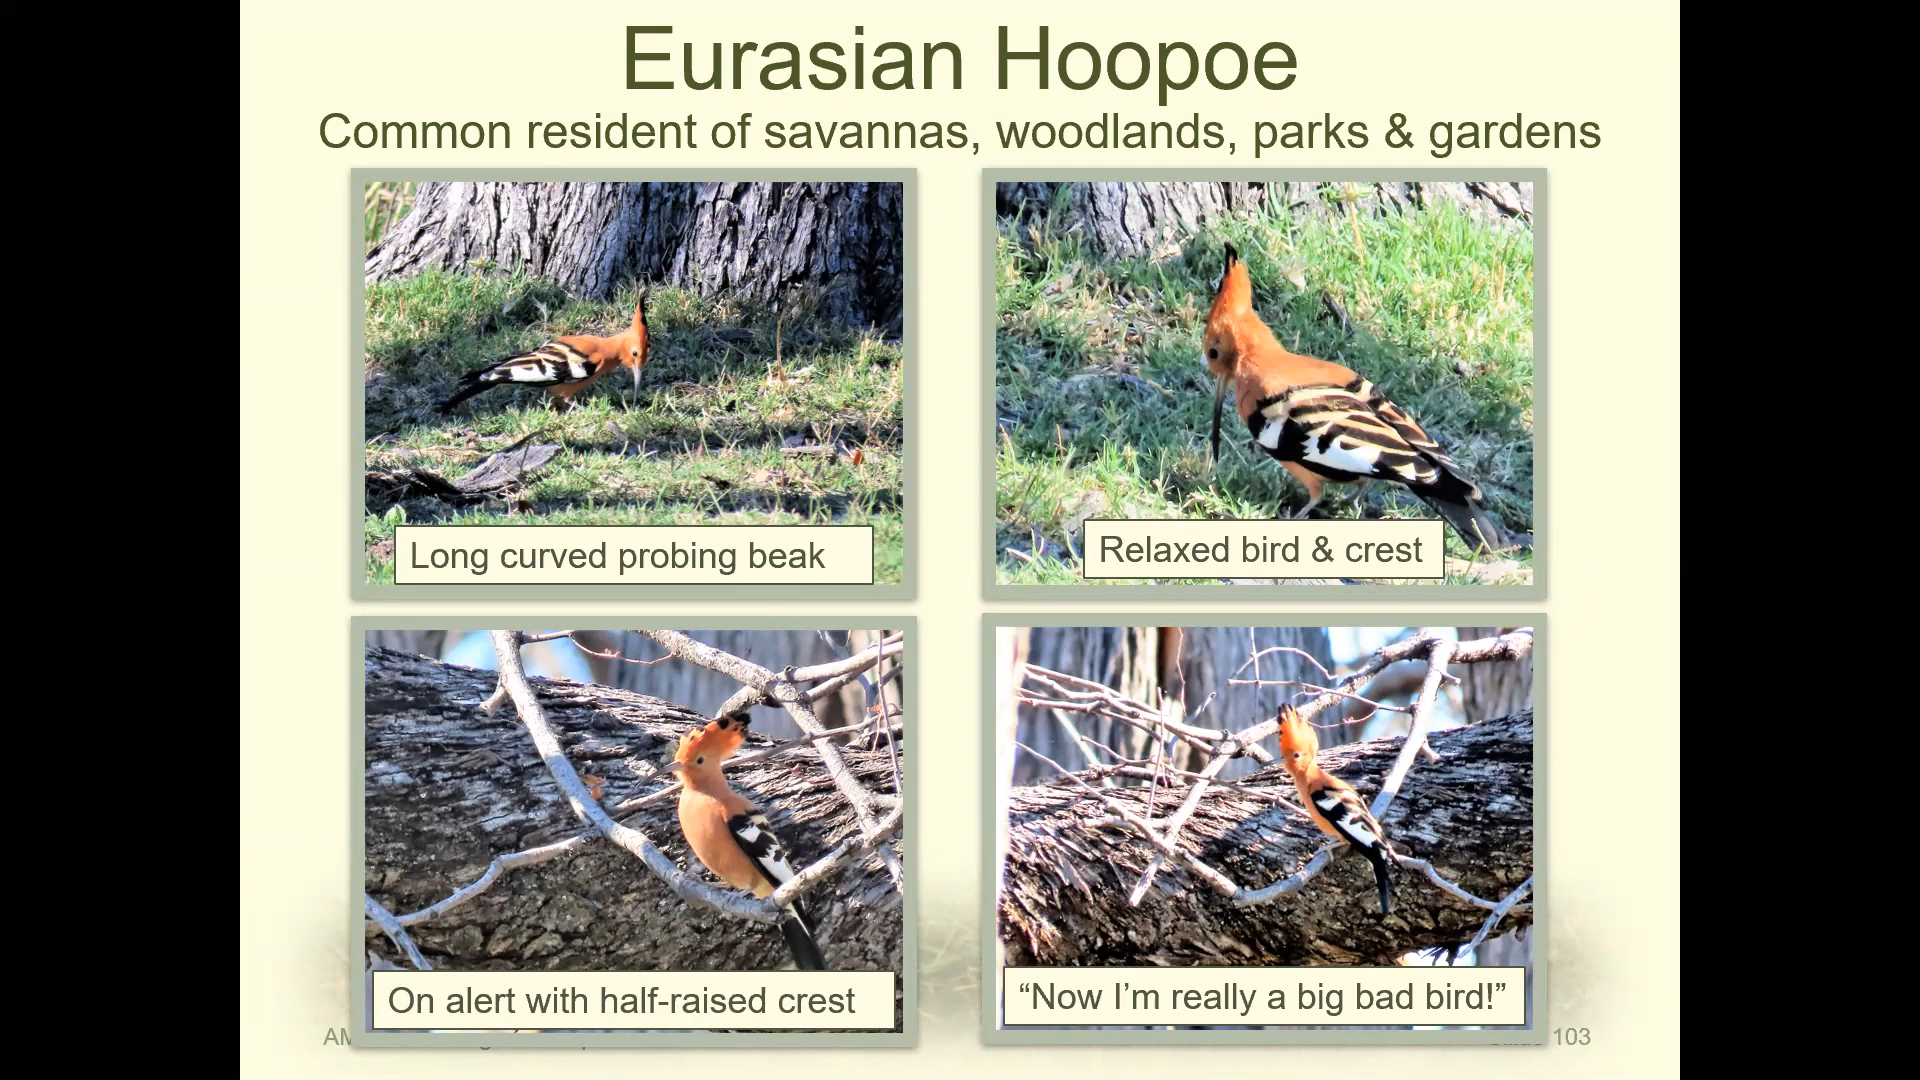 Eurasian Hoopoe
Common resident of savannas, woodlands, parks & gardens
Long curved probing beak
Relaxed bird & crest
On alert with half-raised crest
“Now I’m really a big bad bird!”
103